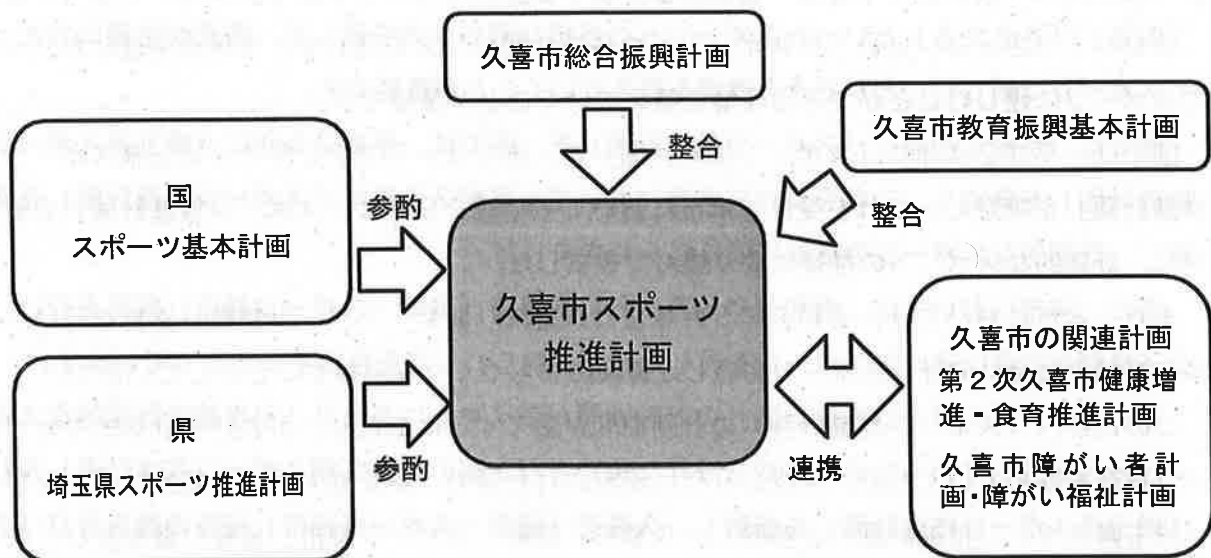 久喜市総合振興計画
整合
久喜市教育振興基本計画
整合
国
スポーツ基本計画
参酌
久喜市スポーツ
推進計画
県
埼玉県スポーツ推進計画
参酌
連携
久喜市の関連計画
第2次久喜市健康増
進・食育推進計画
久喜市障がい者計
画・障がい福祉計画